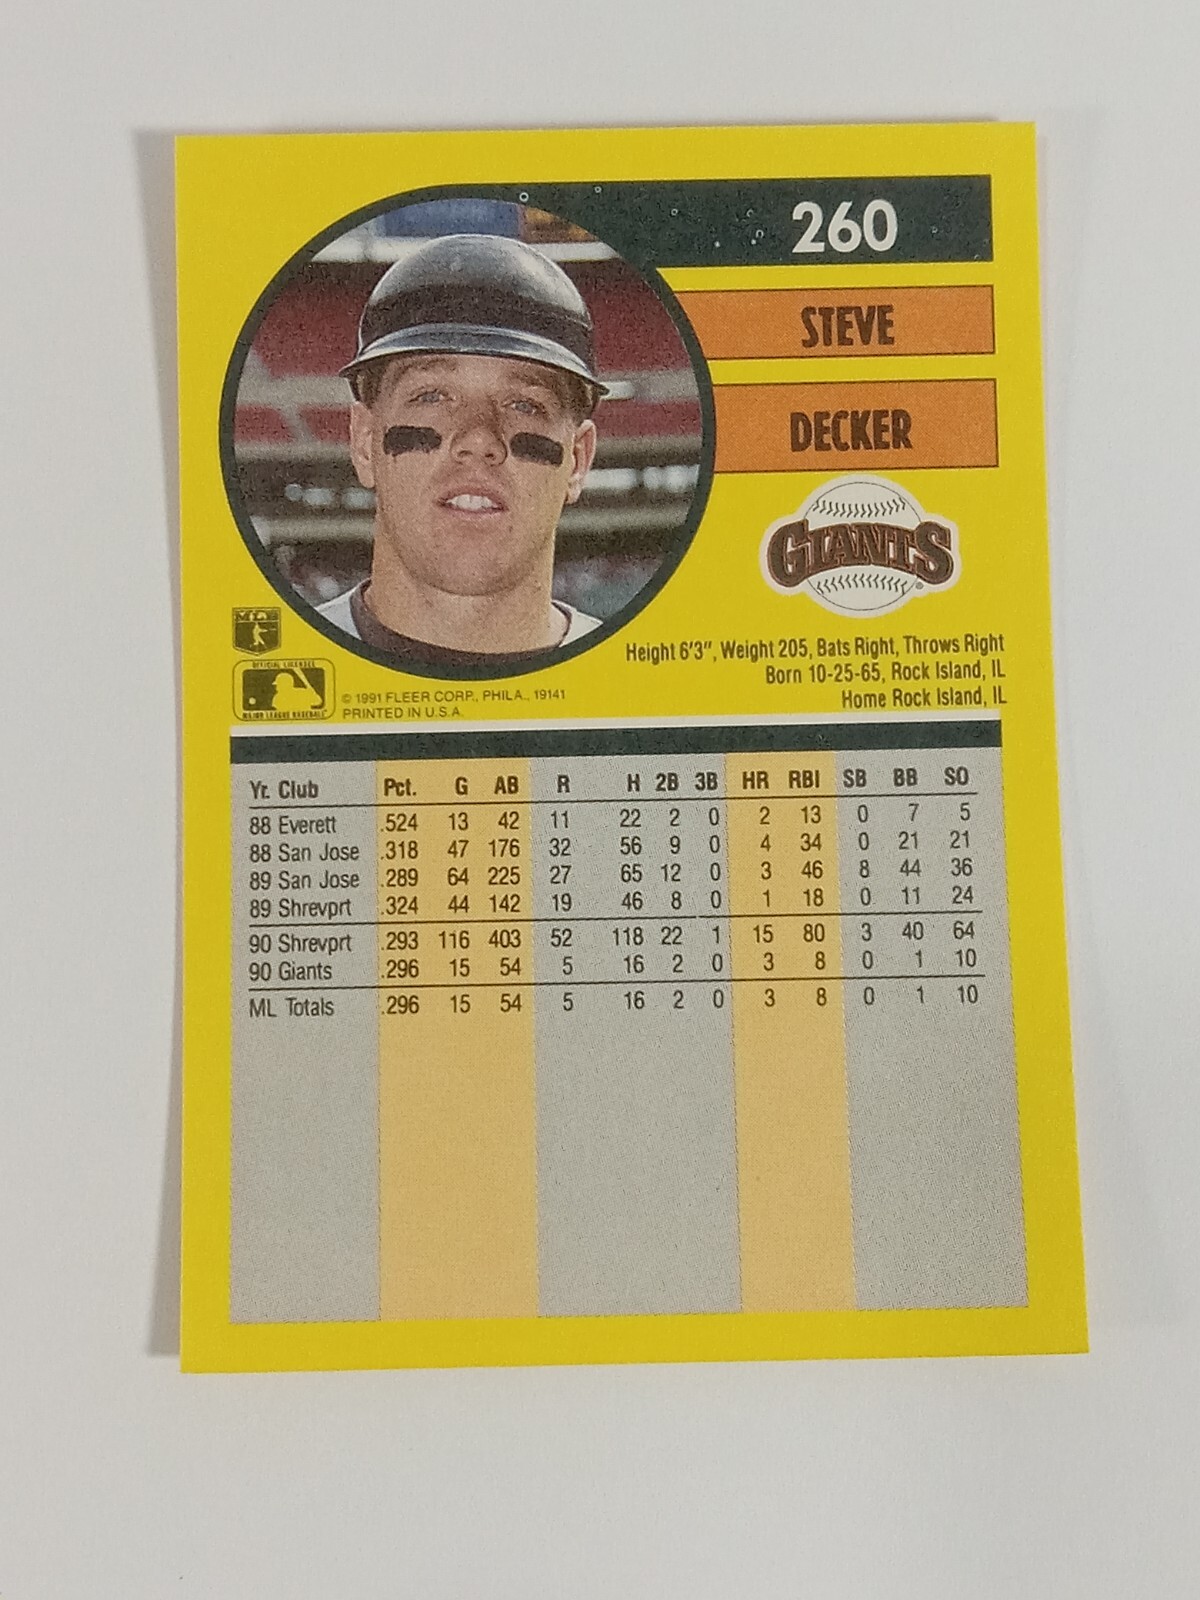 260
STEVE
DECKER
GIANTS
Height 6'3", Weight 205, Bats Right, Throws Right
Born 10-25-65, Rock Island, IL
Home Rock Island, IL
MLB
OFFICIAL LICENSEE
MAJOR LEAGUE BASEBALL
© 1991 FLEER CORP., PHILA., 19141
PRINTED IN U.S.A.
Yr. Club Pct. G AB R H 2B 3B HR RBI SB BB SO
88 Everett .524 13 42 11 22 2 0 2 13 0 7 5
88 San Jose .318 47 176 32 56 9 0 4 34 0 21 21
89 San Jose .289 64 225 27 65 12 0 3 46 8 44 36
89 Shrevprt .324 44 142 19 46 8 0 1 18 0 11 24
90 Shrevprt .293 116 403 52 118 22 1 15 80 3 40 64
90 Giants .296 15 54 5 16 2 0 3 8 0 1 10
ML Totals .296 15 54 5 16 2 0 3 8 0 1 10